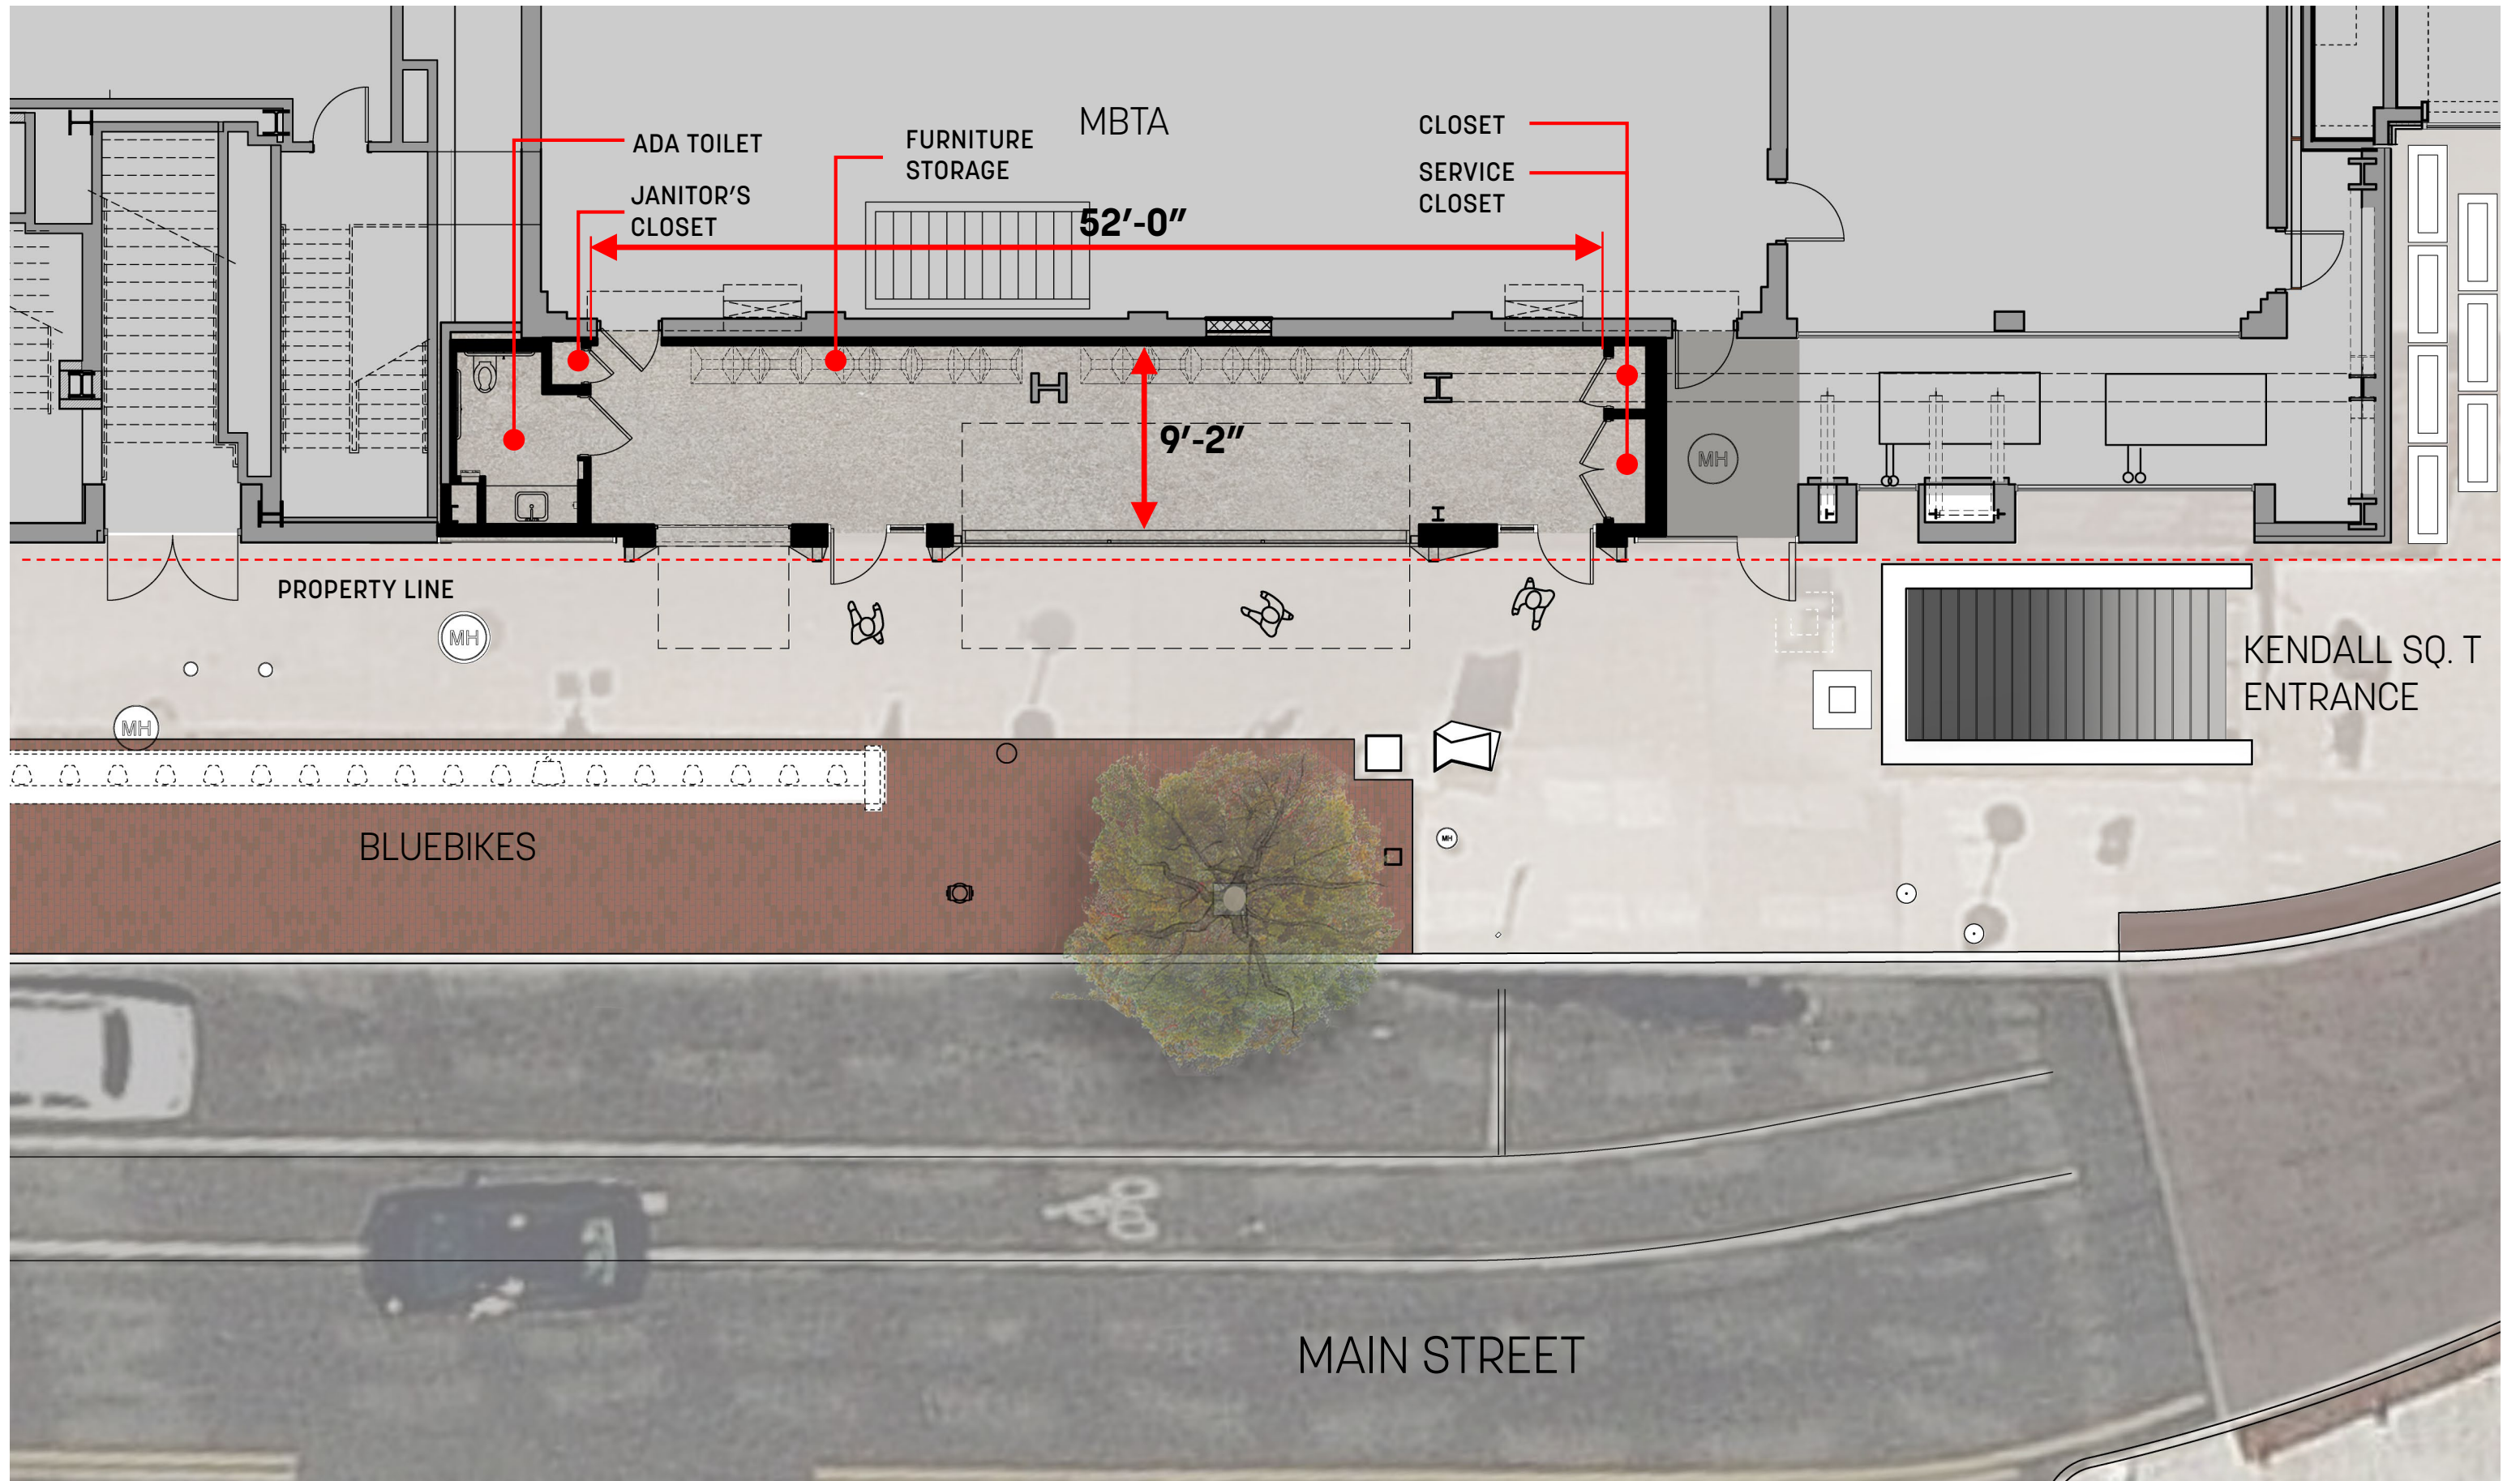 MBTA
ADA TOILET
FURNITURE
STORAGE
CLOSET
SERVICE
CLOSET
JANITOR'S
CLOSET
52'-0"
9'-2"
MH
PROPERTY LINE
MH
MH
KENDALL SQ. T
ENTRANCE
MH
BLUEBIKES
MAIN STREET